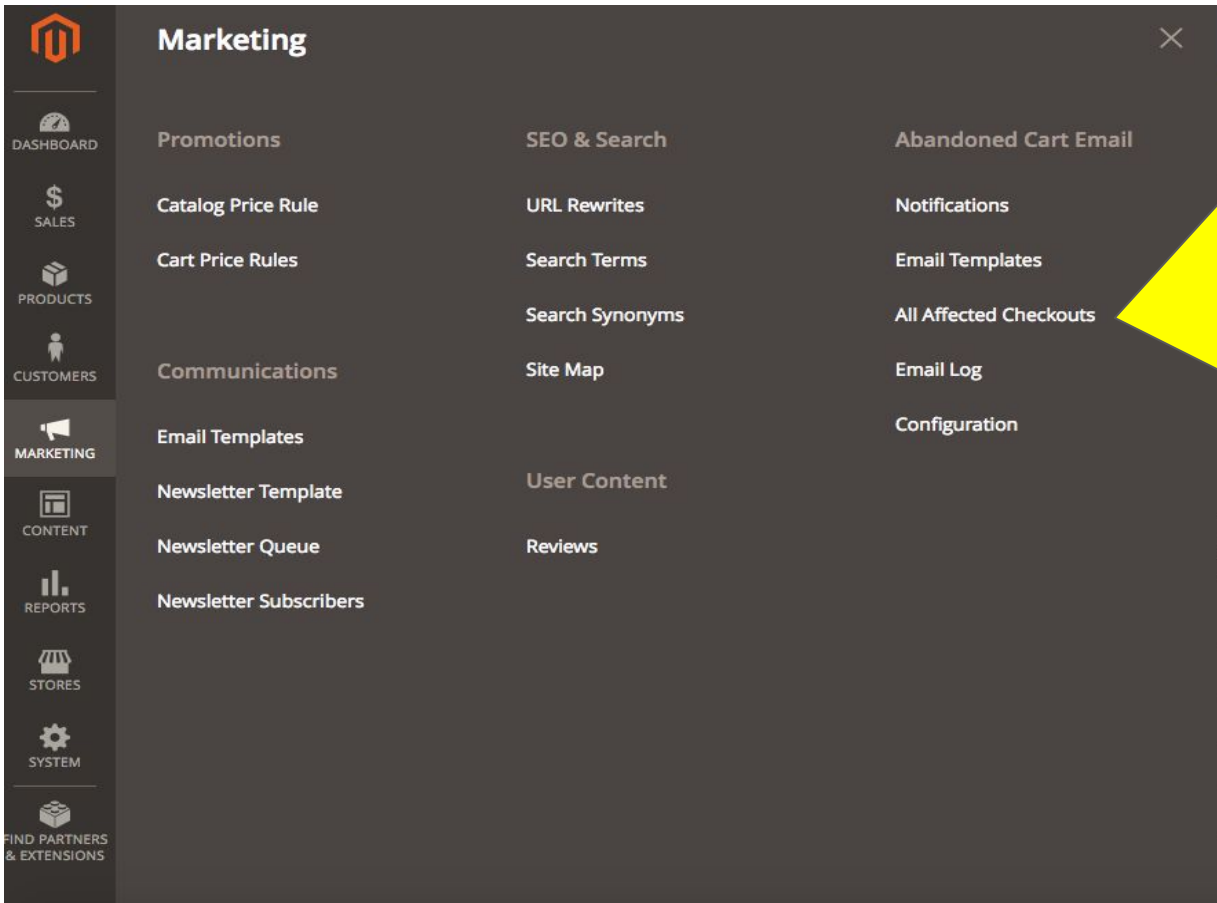 Marketing
DASHBOARD
SALES
PRODUCTS
CUSTOMERS
MARKETING
CONTENT
REPORTS
STORES
SYSTEM
FIND PARTNERS
& EXTENSIONS
Promotions
Catalog Price Rule
Cart Price Rules
Communications
Email Templates
Newsletter Template
Newsletter Queue
Newsletter Subscribers
SEO & Search
URL Rewrites
Search Terms
Search Synonyms
Site Map
User Content
Reviews
Abandoned Cart Email
Notifications
Email Templates
All Affected Checkouts
Email Log
Configuration